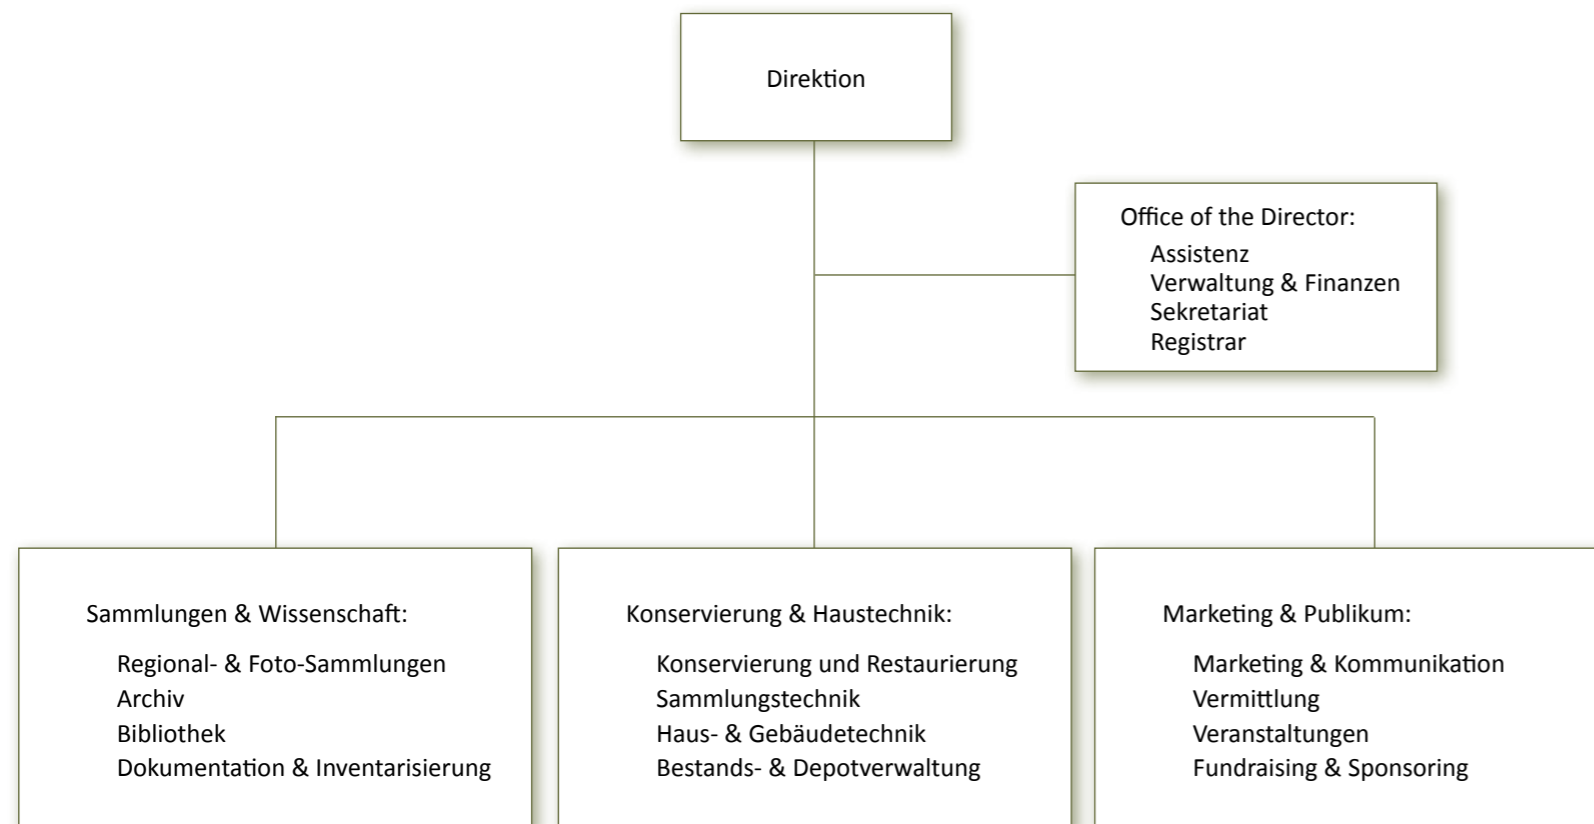 Direktion
Office of the Director:
Assistenz
Verwaltung & Finanzen
Sekretariat
Registrar
Sammlungen & Wissenschaft:
Regional- & Foto-Sammlungen
Archiv
Bibliothek
Dokumentation & Inventarisierung
Konservierung & Haustechnik:
Konservierung und Restaurierung
Sammlungstechnik
Haus- & Gebäudetechnik
Bestands- & Depotverwaltung
Marketing & Publikum:
Marketing & Kommunikation
Vermittlung
Veranstaltungen
Fundraising & Sponsoring